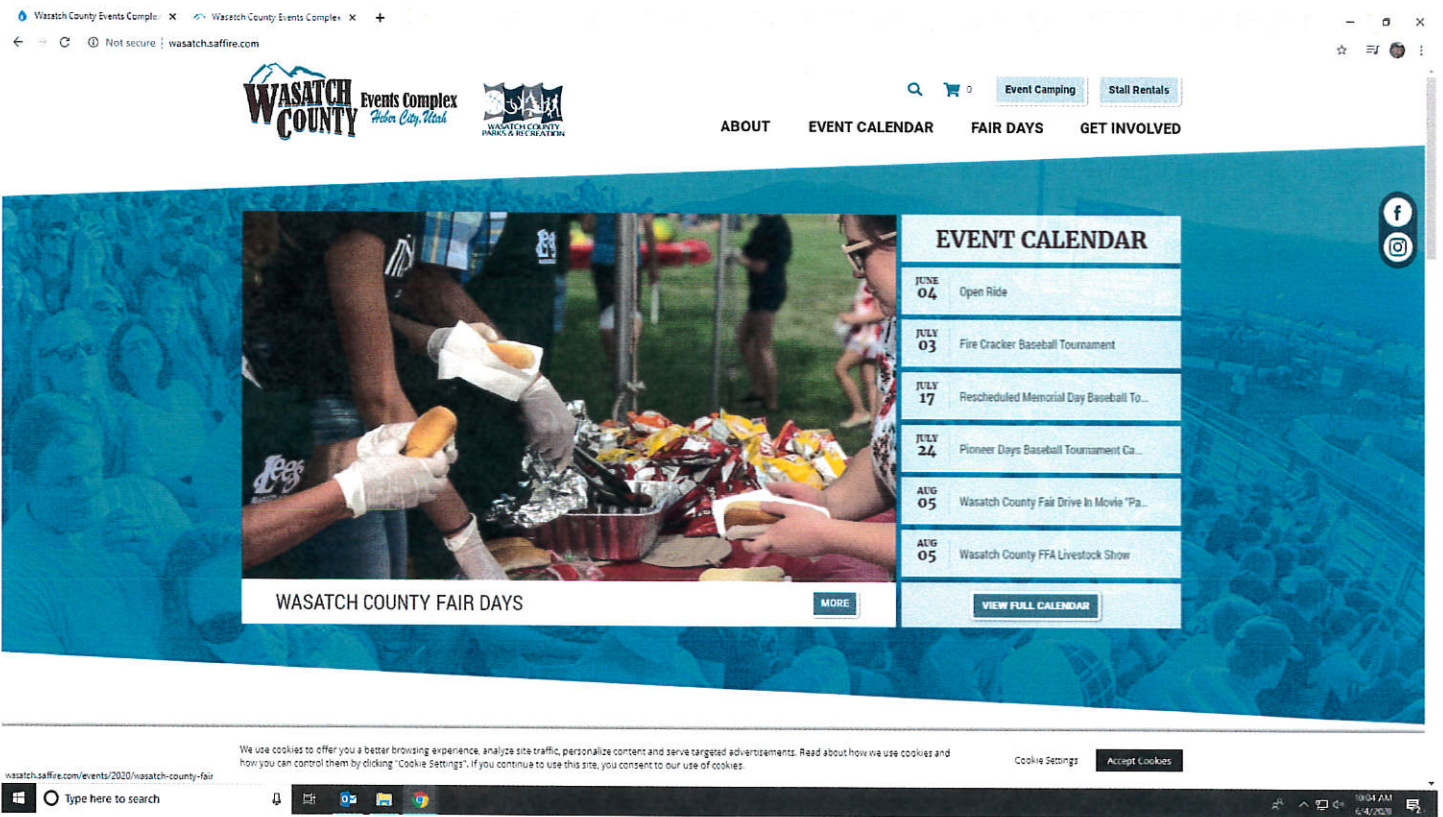 Wasatch County Events Comple
Wasatch County Events Complex
Not secure
wasatch.saffire.com
WASATCH COUNTY
Events Complex
Heber City, Utah
WASATCH COUNTY
PARKS & RECREATION
0
Event Camping
Stall Rentals
ABOUT
EVENT CALENDAR
FAIR DAYS
GET INVOLVED
EVENT CALENDAR
JUNE
04
Open Ride
JULY
03
Fire Cracker Baseball Tournament
JULY
17
Rescheduled Memorial Day Baseball To...
JULY
24
Pioneer Days Baseball Tournament Ca...
AUG
05
Wasatch County Fair Drive In Movie "Pa...
AUG
05
Wasatch County FFA Livestock Show
VIEW FULL CALENDAR
WASATCH COUNTY FAIR DAYS
MORE
We use cookies to offer you a better browsing experience, analyze site traffic, personalize content and serve targeted advertisements. Read about how we use cookies and
how you can control them by clicking "Cookie Settings". If you continue to use this site, you consent to our use of cookies.
Cookie Settings
Accept Cookies
wasatch.saffire.com/events/2020/wasatch-county-fair
Type here to search
10:04 AM
6/4/2020